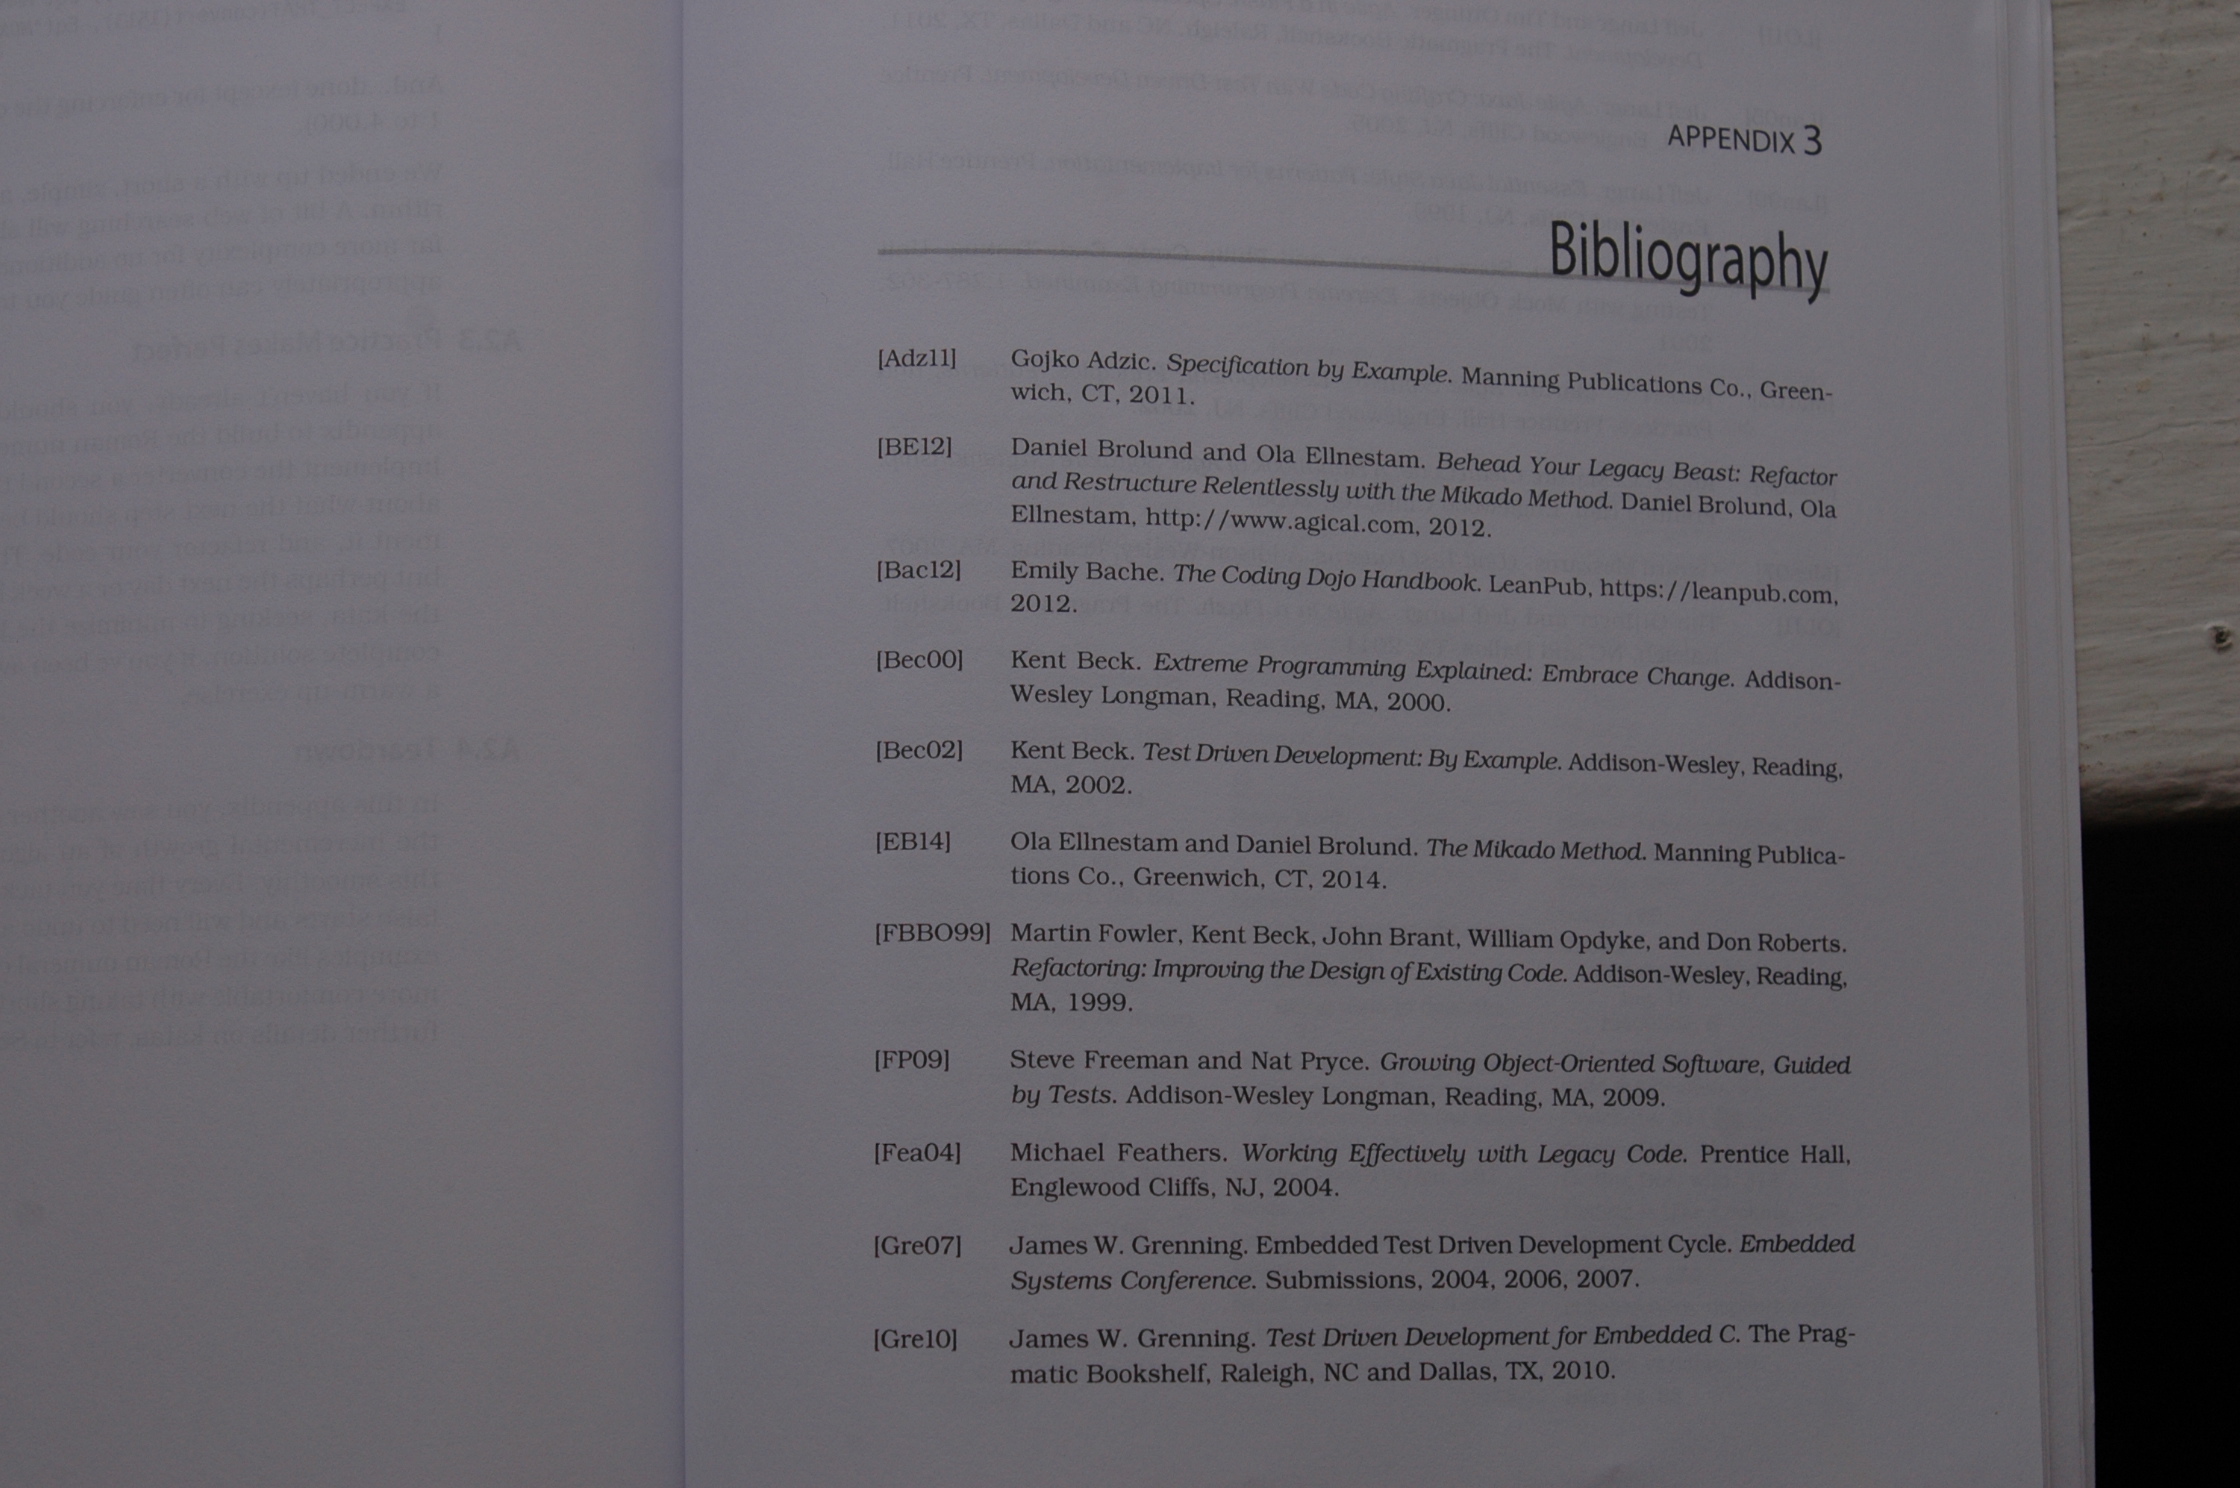 APPENDIX 3
Bibliography
[Adz11] Gojko Adzic. Specification by Example. Manning Publications Co., Green-
wich, CT, 2011.
[BE12] Daniel Brolund and Ola Ellnestam. Behead Your Legacy Beast: Refactor
and Restructure Relentlessly with the Mikado Method. Daniel Brolund, Ola
Ellnestam, http://www.agical.com, 2012.
[Bac12] Emily Bache. The Coding Dojo Handbook. LeanPub, https://leanpub.com,
2012.
[Bec00] Kent Beck. Extreme Programming Explained: Embrace Change. Addison-
Wesley Longman, Reading, MA, 2000.
[Bec02] Kent Beck. Test Driven Development: By Example. Addison-Wesley, Reading,
MA, 2002.
[EB14] Ola Ellnestam and Daniel Brolund. The Mikado Method. Manning Publica-
tions Co., Greenwich, CT, 2014.
[FBBO99] Martin Fowler, Kent Beck, John Brant, William Opdyke, and Don Roberts.
Refactoring: Improving the Design of Existing Code. Addison-Wesley, Reading,
MA, 1999.
[FP09] Steve Freeman and Nat Pryce. Growing Object-Oriented Software, Guided
by Tests. Addison-Wesley Longman, Reading, MA, 2009.
[Fea04] Michael Feathers. Working Effectively with Legacy Code. Prentice Hall,
Englewood Cliffs, NJ, 2004.
[Gre07] James W. Grenning. Embedded Test Driven Development Cycle. Embedded
Systems Conference. Submissions, 2004, 2006, 2007.
[Gre10] James W. Grenning. Test Driven Development for Embedded C. The Prag-
matic Bookshelf, Raleigh, NC and Dallas, TX, 2010.